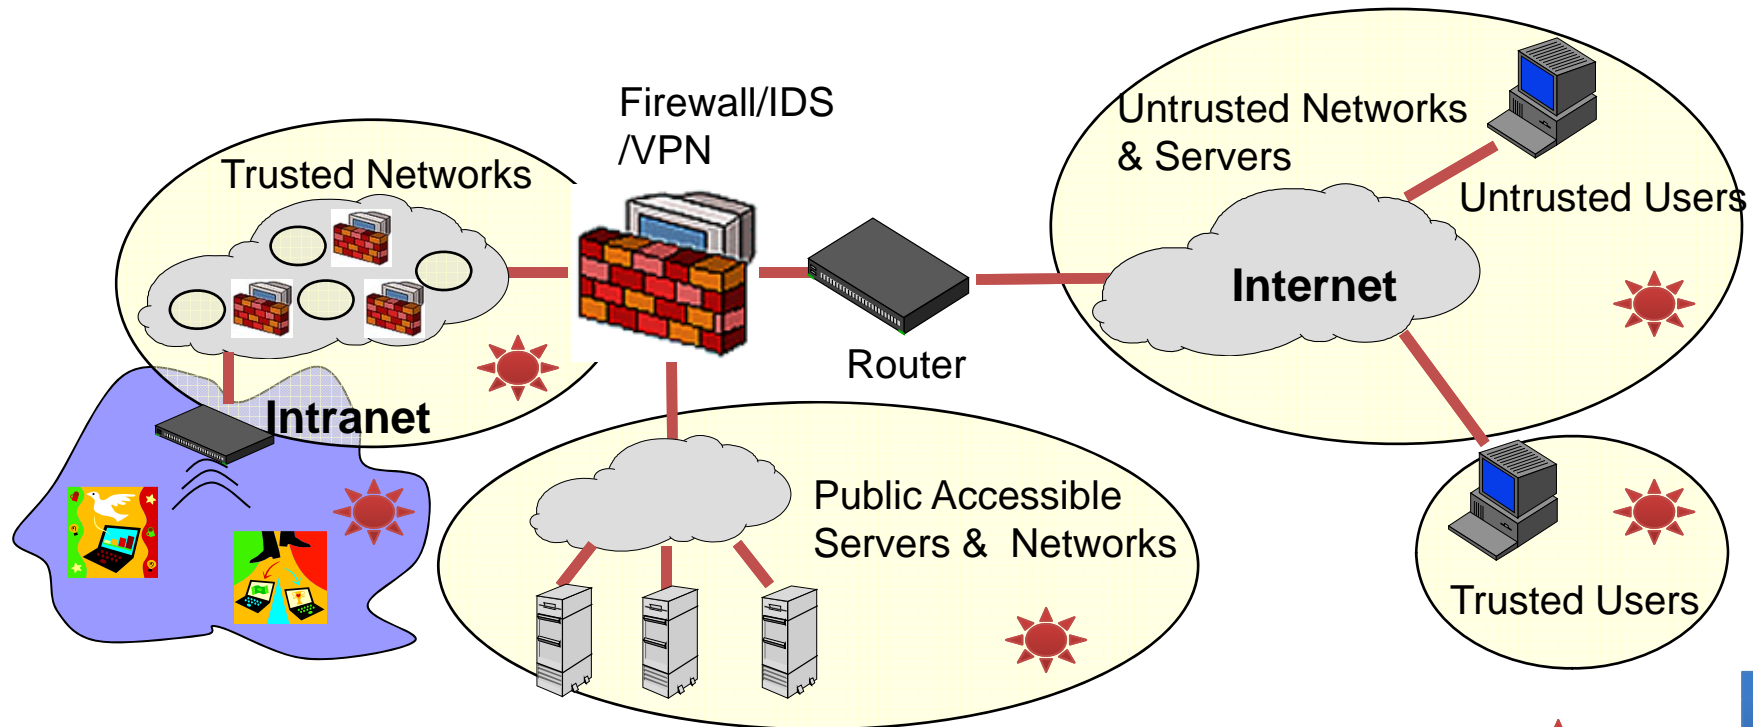 Firewall/IDS
/VPN
Trusted Networks
Untrusted Networks
& Servers
Untrusted Users
Internet
Router
Intranet
Public Accessible
Servers & Networks
Trusted Users